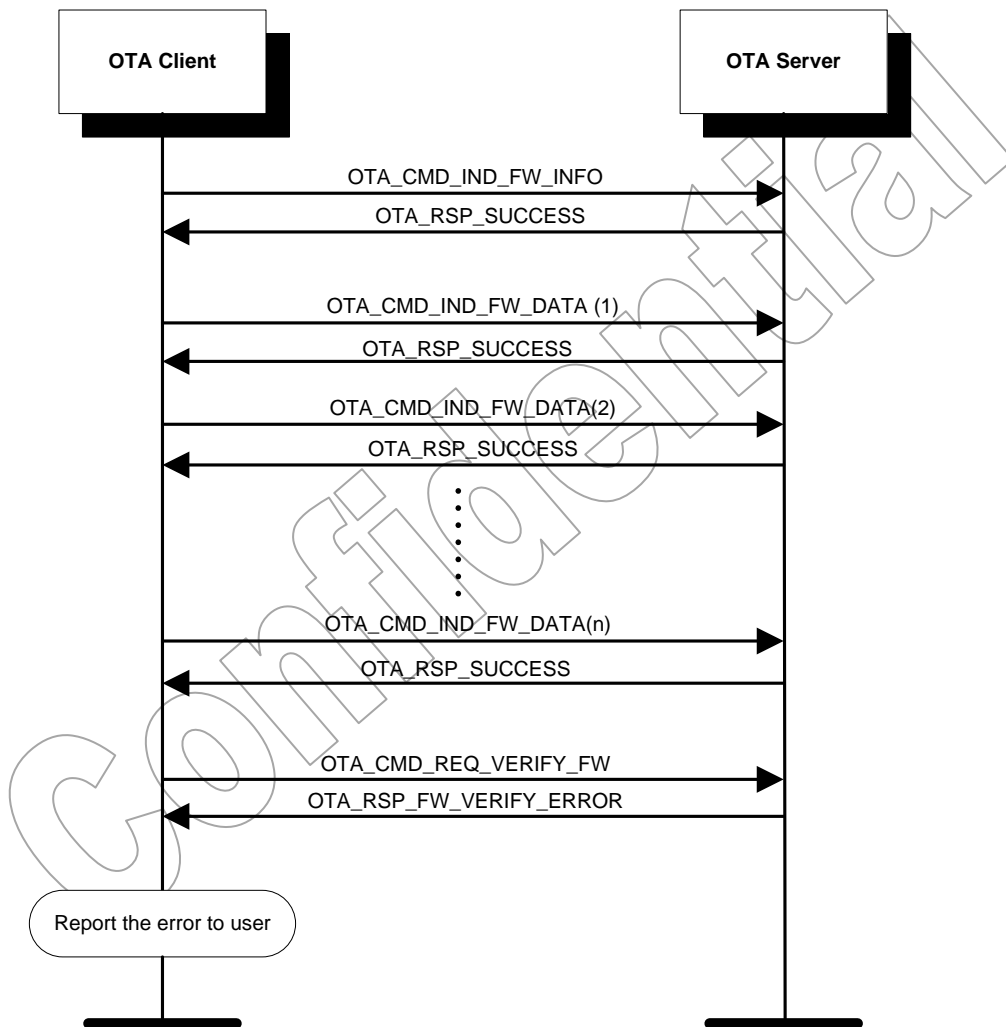 OTA Client
OTA Server
OTA_CMD_IND_FW_INFO
OTA_RSP_SUCCESS
OTA_CMD_IND_FW_DATA (1)
OTA_RSP_SUCCESS
OTA_CMD_IND_FW_DATA(2)
OTA_RSP_SUCCESS
OTA_CMD_IND_FW_DATA(n)
OTA_RSP_SUCCESS
OTA_CMD_REQ_VERIFY_FW
OTA_RSP_FW_VERIFY_ERROR
Report the error to user
Confidential